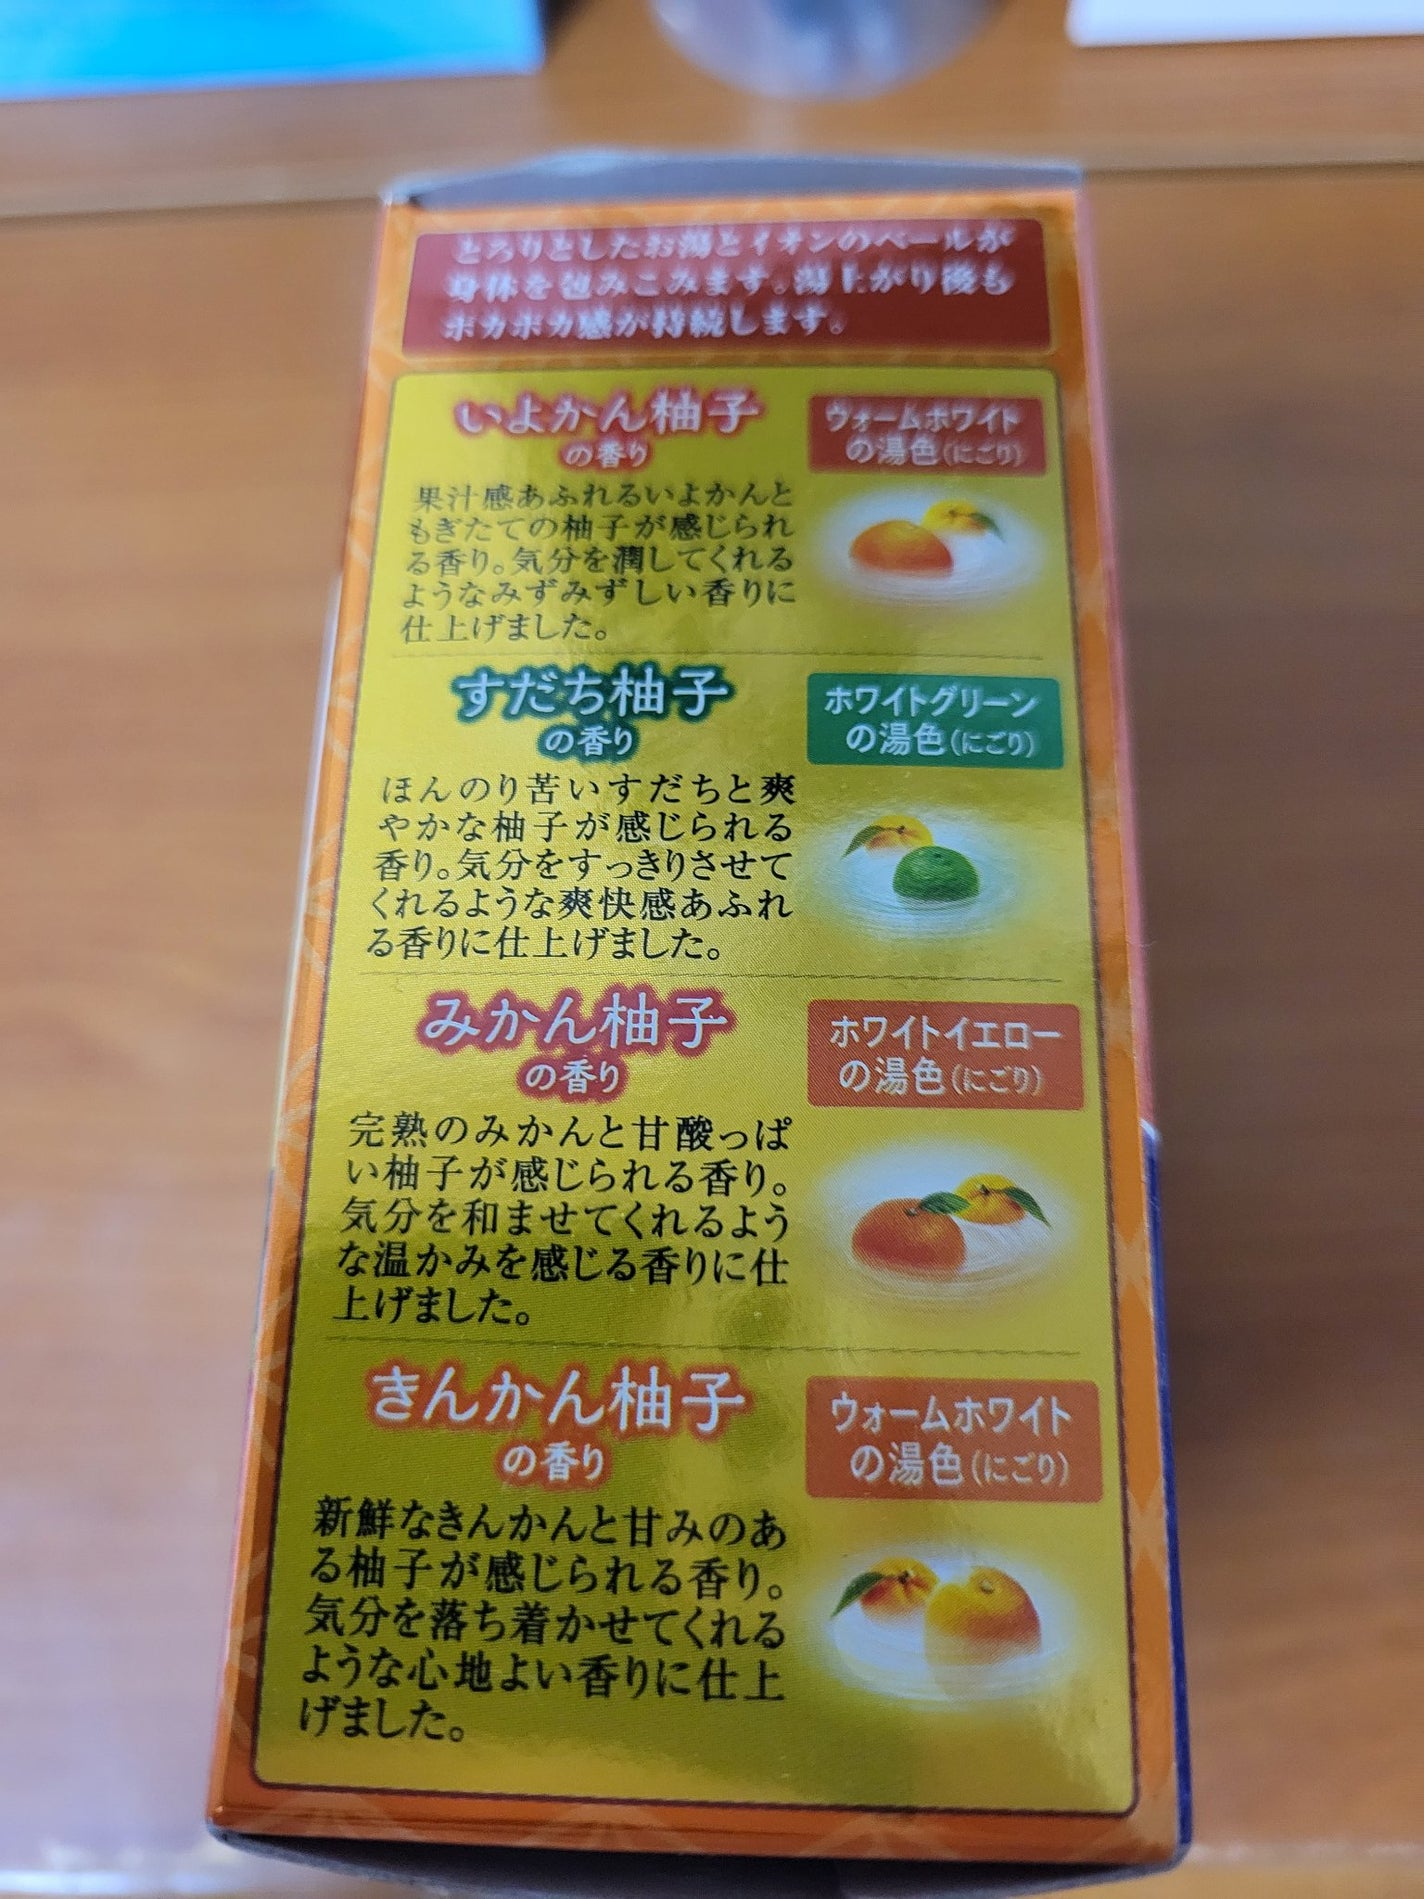 とろりとしたお湯とイオンのベールが
身体を包みこみます。湯上がり後も
ポカポカ感が持続します。
いよかん柚子
の香り
ウォームホワイト
の湯色(にごり)
果汁感あふれるいよかんと
もぎたての柚子が感じられ
る香り。気分を潤してくれる
ようなみずみずしい香りに
仕上げました。
すだち柚子
の香り
ホワイトグリーン
の湯色(にごり)
ほんのり苦いすだちと爽
やかな柚子が感じられる
香り。気分をすっきりさせて
くれるような爽快感あふれ
る香りに仕上げました。
みかん柚子
の香り
ホワイトイエロー
の湯色(にごり)
完熟のみかんと甘酸っぱ
い柚子が感じられる香り。
気分を和ませてくれるよう
な温かみを感じる香りに仕
上げました。
きんかん柚子
の香り
ウォームホワイト
の湯色(にごり)
新鮮なきんかんと甘みのあ
る柚子が感じられる香り。
気分を落ち着かせてくれる
ような心地よい香りに仕上
げました。